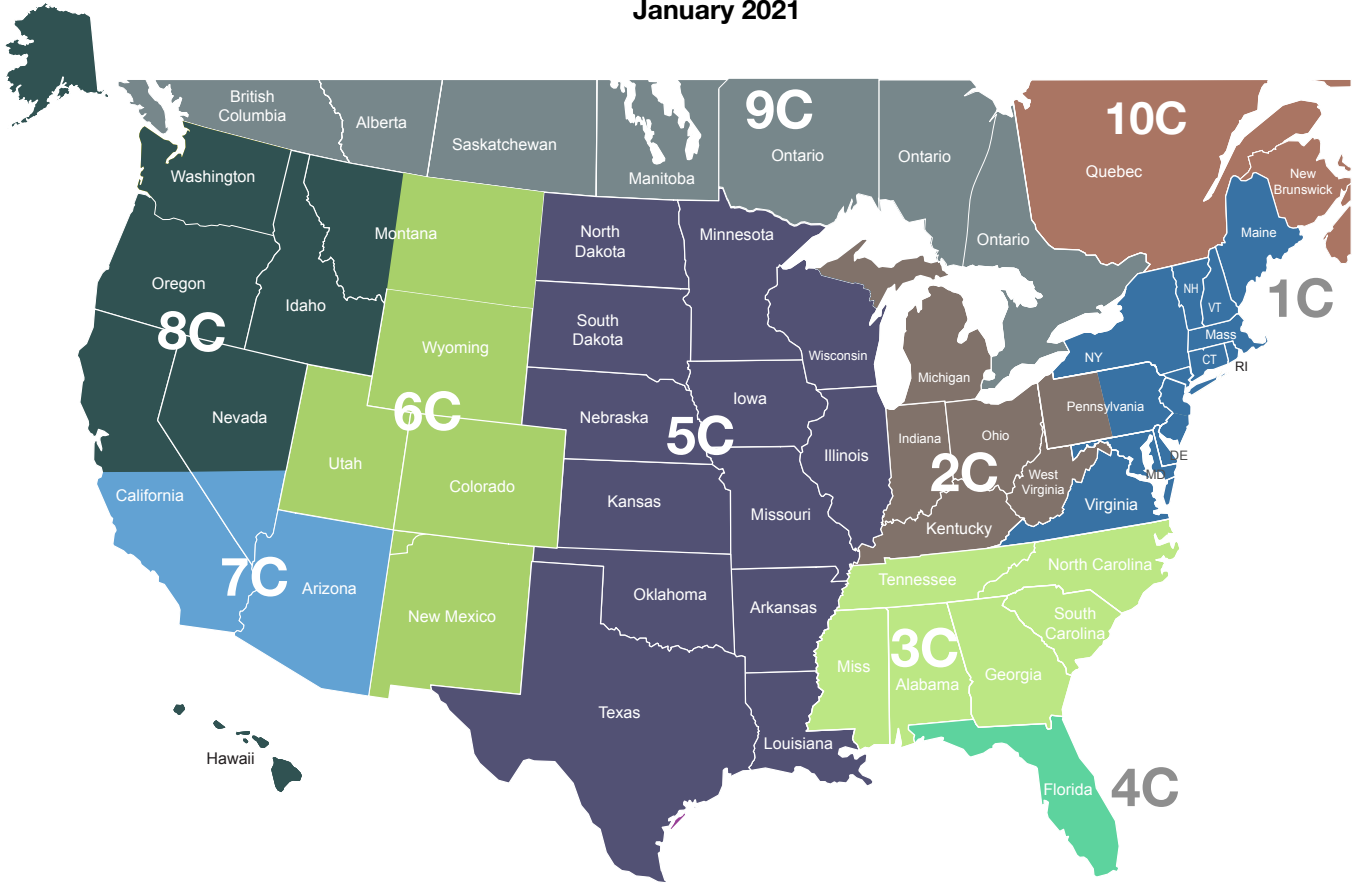 January 2021
British
Columbia
Alberta
Saskatchewan
Manitoba
9C
Ontario
Ontario
Ontario
10C
Quebec
New
Brunswick
Washington
Oregon
8C
Idaho
Montana
Nevada
Wyoming
6C
Utah
Colorado
New Mexico
California
7C
Arizona
Hawaii
North
Dakota
South
Dakota
Nebraska
Kansas
Oklahoma
Texas
Minnesota
Wisconsin
Iowa
5C
Illinois
Missouri
Arkansas
Louisiana
Michigan
Indiana
Ohio
2C
West
Virginia
Kentucky
Pennsylvania
Maine
1C
NH
VT
Mass
CT
RI
NY
DE
MD
Virginia
Tennessee
North Carolina
South
Carolina
3C
Miss
Alabama
Georgia
Florida
4C